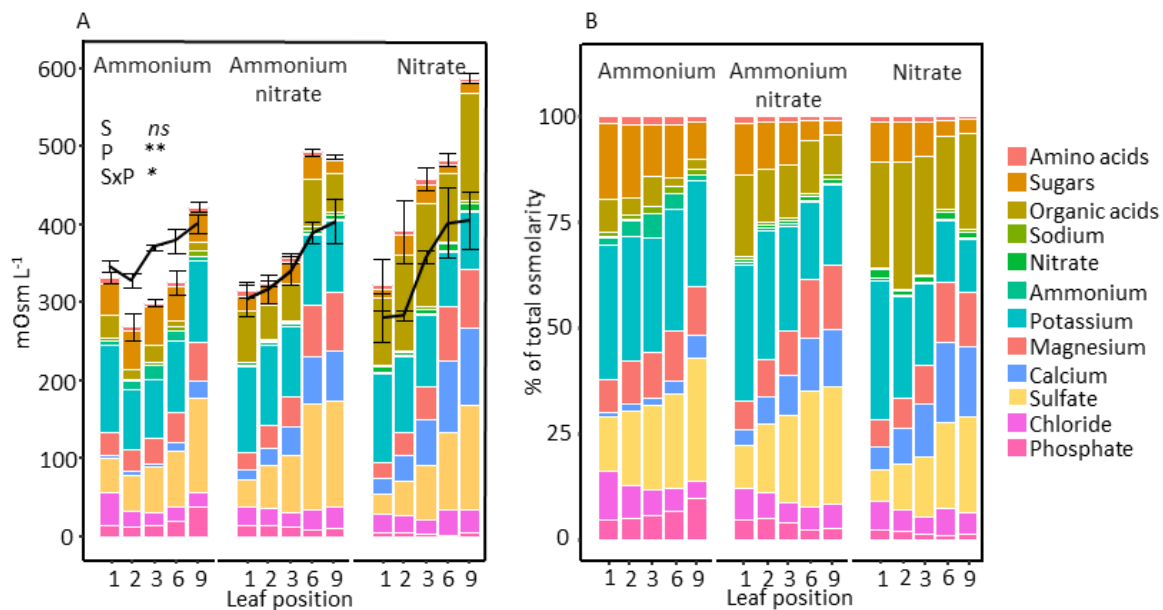 A
Ammonium
Ammonium
nitrate
Nitrate
S ns
P **
SxP *
600
500
400
300
200
100
0
mOsm L⁻¹
1 2 3 6 9 1 2 3 6 9 1 2 3 6 9
Leaf position
B
Ammonium
Ammonium
nitrate
Nitrate
100
75
50
25
0
% of total osmolarity
1 2 3 6 9 1 2 3 6 9 1 2 3 6 9
Leaf position
Amino acids
Sugars
Organic acids
Sodium
Nitrate
Ammonium
Potassium
Magnesium
Calcium
Sulfate
Chloride
Phosphate